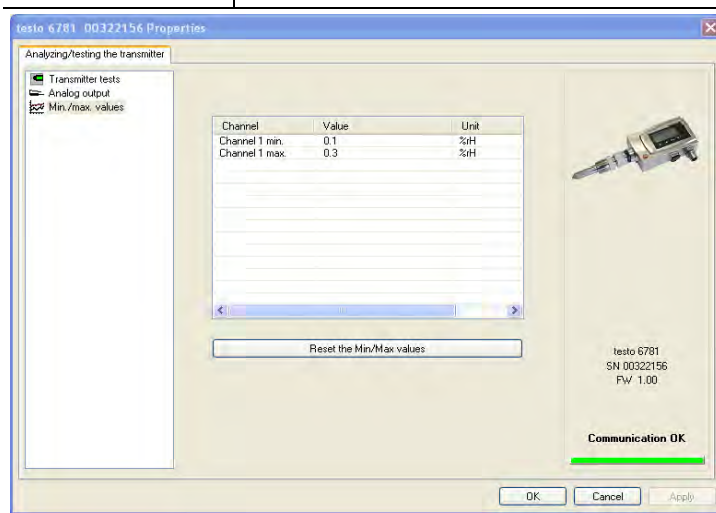 testo 6781 00322156 Properties
Analyzing/testing the transmitter
Transmitter tests
Analog output
Min./max. values
Channel Value Unit
Channel 1 min. 0.1 %rH
Channel 1 max. 0.3 %rH
Reset the Min/Max values
testo 6781
SN 00322156
FW 1.00
Communication OK
OK Cancel Apply